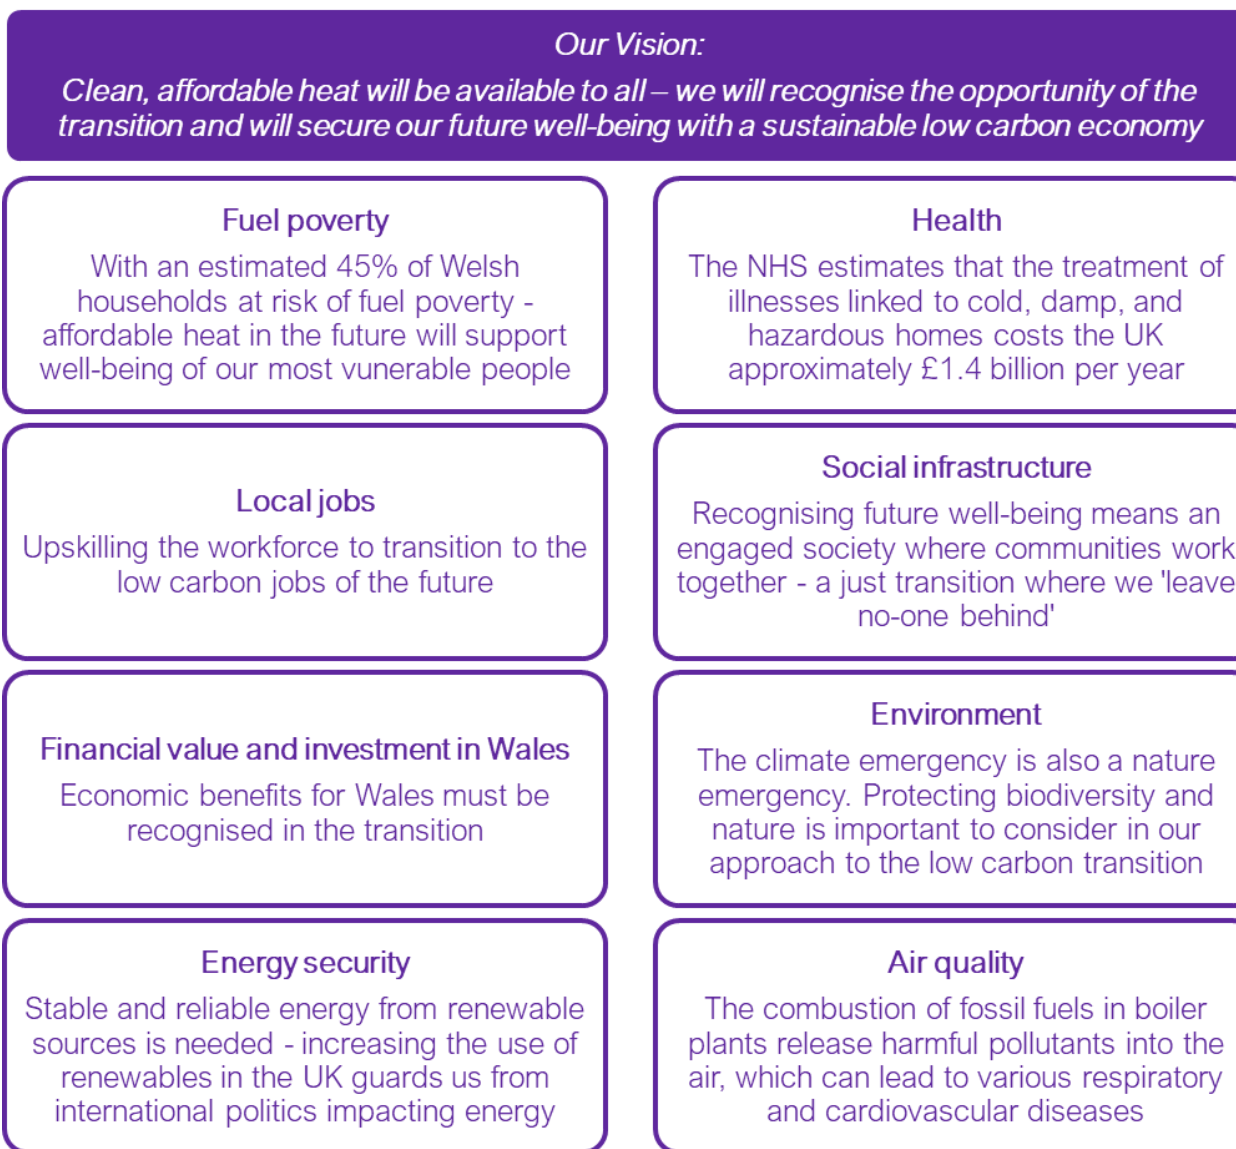 Our Vision:
Clean, affordable heat will be available to all – we will recognise the opportunity of the
transition and will secure our future well-being with a sustainable low carbon economy
Fuel poverty
With an estimated 45% of Welsh
households at risk of fuel poverty -
affordable heat in the future will support
well-being of our most vunerable people
Health
The NHS estimates that the treatment of
illnesses linked to cold, damp, and
hazardous homes costs the UK
approximately £1.4 billion per year
Local jobs
Upskilling the workforce to transition to the
low carbon jobs of the future
Social infrastructure
Recognising future well-being means an
engaged society where communities work
together - a just transition where we 'leave
no-one behind'
Financial value and investment in Wales
Economic benefits for Wales must be
recognised in the transition
Environment
The climate emergency is also a nature
emergency. Protecting biodiversity and
nature is important to consider in our
approach to the low carbon transition
Energy security
Stable and reliable energy from renewable
sources is needed - increasing the use of
renewables in the UK guards us from
international politics impacting energy
Air quality
The combustion of fossil fuels in boiler
plants release harmful pollutants into the
air, which can lead to various respiratory
and cardiovascular diseases